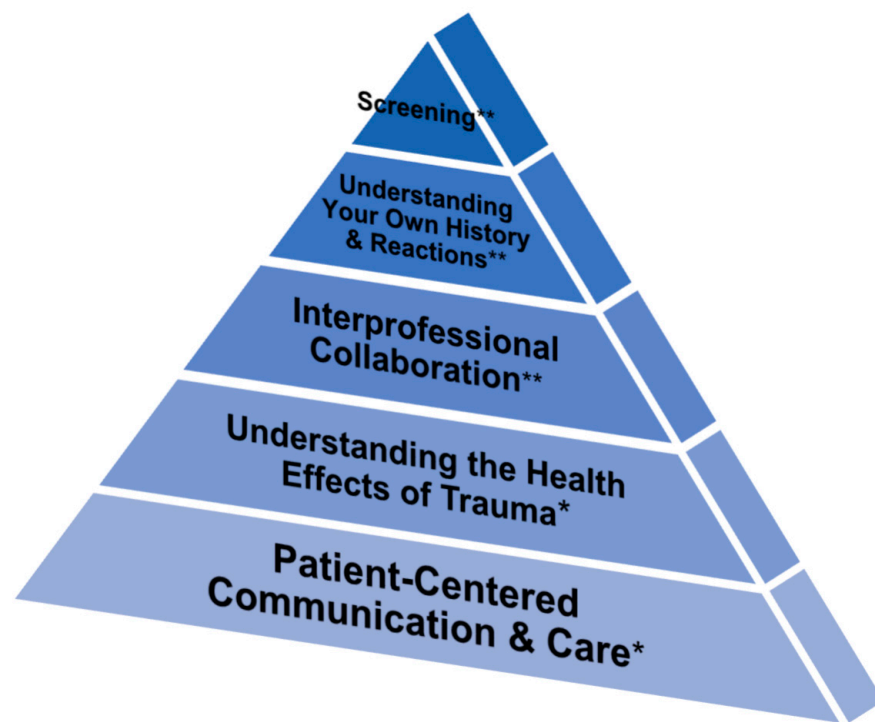 Screening**
Understanding
Your Own History
& Reactions**
Interprofessional
Collaboration**
Understanding the Health
Effects of Trauma*
Patient-Centered
Communication & Care*